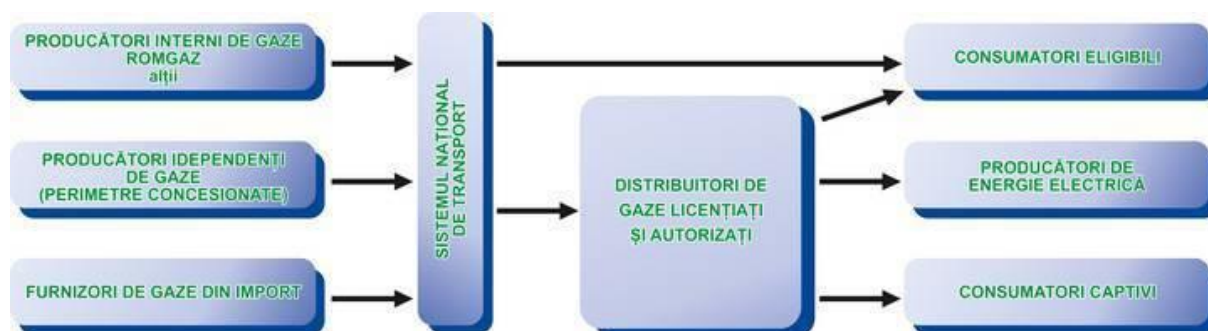 PRODUCĂTORI INTERNI DE GAZE
ROMGAZ
alții
PRODUCĂTORI IDEPENDENȚI
DE GAZE
(PERIMETRE CONCESIONATE)
FURNIZORI DE GAZE DIN IMPORT
SISTEMUL NAȚIONAL
DE TRANSPORT
DISTRIBUITORI DE
GAZE LICENȚIAȚI
ȘI AUTORIZAȚI
CONSUMATORI ELIGIBILI
PRODUCĂTORI DE
ENERGIE ELECTRICĂ
CONSUMATORI CAPTIVI